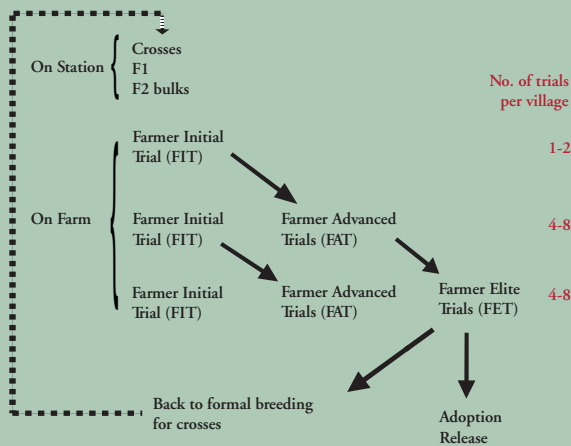 On Station
Crosses
F1
F2 bulks
No. of trials
per village
On Farm
Farmer Initial
Trial (FIT)
1-2
Farmer Initial
Trial (FIT)
Farmer Advanced
Trials (FAT)
4-8
Farmer Initial
Trial (FIT)
Farmer Advanced
Trials (FAT)
Farmer Elite
Trials (FET)
4-8
Back to formal breeding
for crosses
Adoption
Release